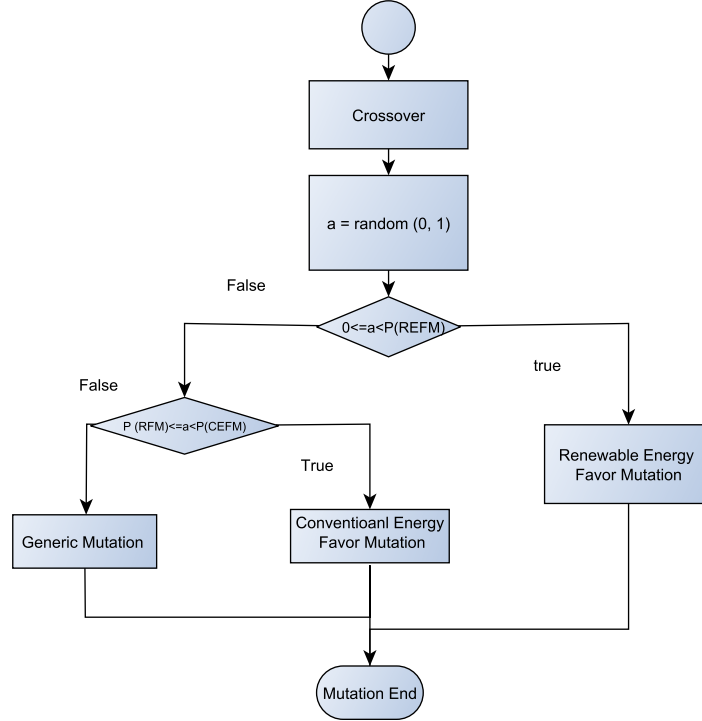 Crossover
a = random (0, 1)
False
0<=a<P(REFM)
true
False
P (RFM)<=a<P(CEFM)
True
Renewable Energy
Favor Mutation
Conventioanl Energy
Favor Mutation
Generic Mutation
Mutation End